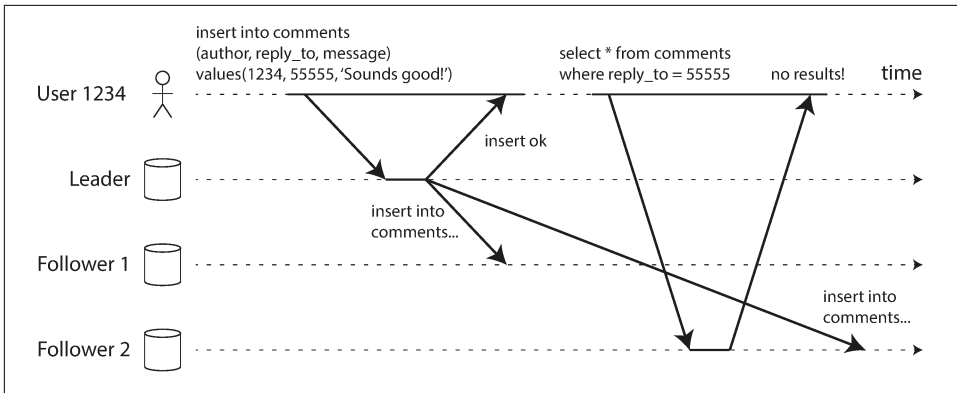 insert into comments
(author, reply_to, message)
values(1234, 55555, ‘Sounds good!’)
select * from comments
where reply_to = 55555
no results!
time
User 1234
insert ok
Leader
insert into
comments...
Follower 1
insert into
comments...
Follower 2